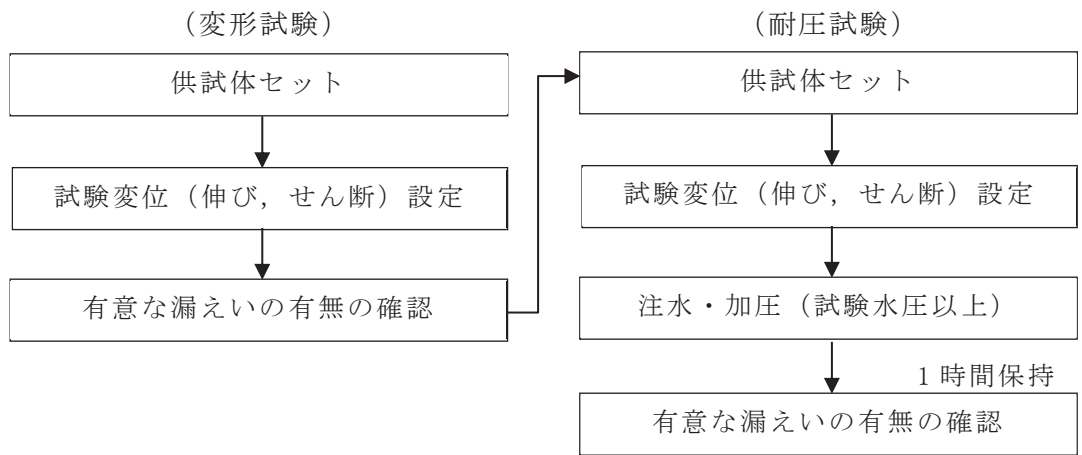 （変形試験）
供試体セット
試験変位（伸び，せん断）設定
有意な漏えいの有無の確認
（耐圧試験）
供試体セット
試験変位（伸び，せん断）設定
注水・加圧（試験水圧以上）
1 時間保持
有意な漏えいの有無の確認